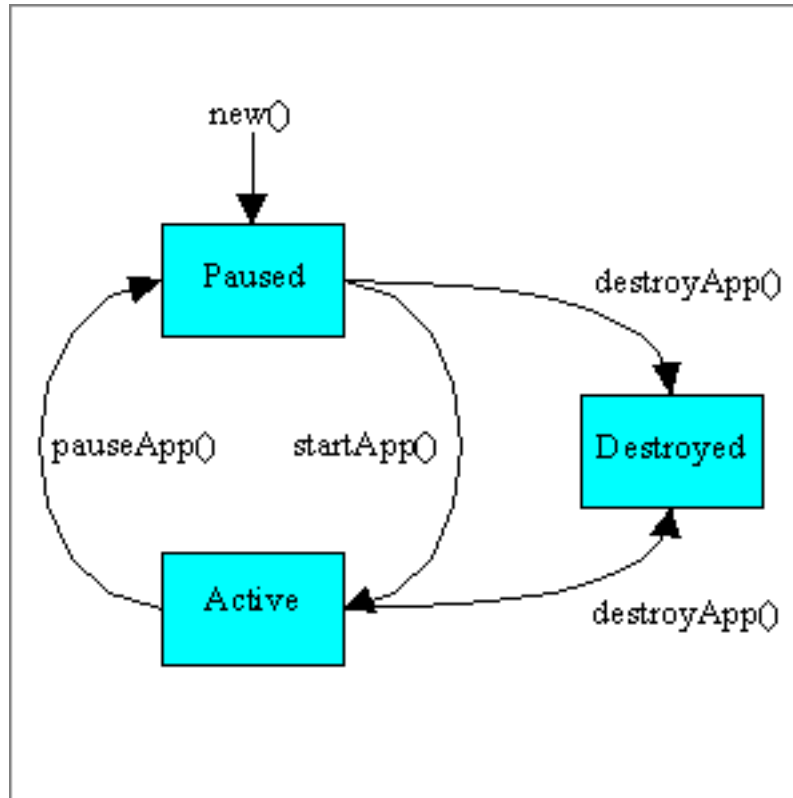 new()
Paused
destroyApp()
pauseApp()
startApp()
Destroyed
Active
destroyApp()